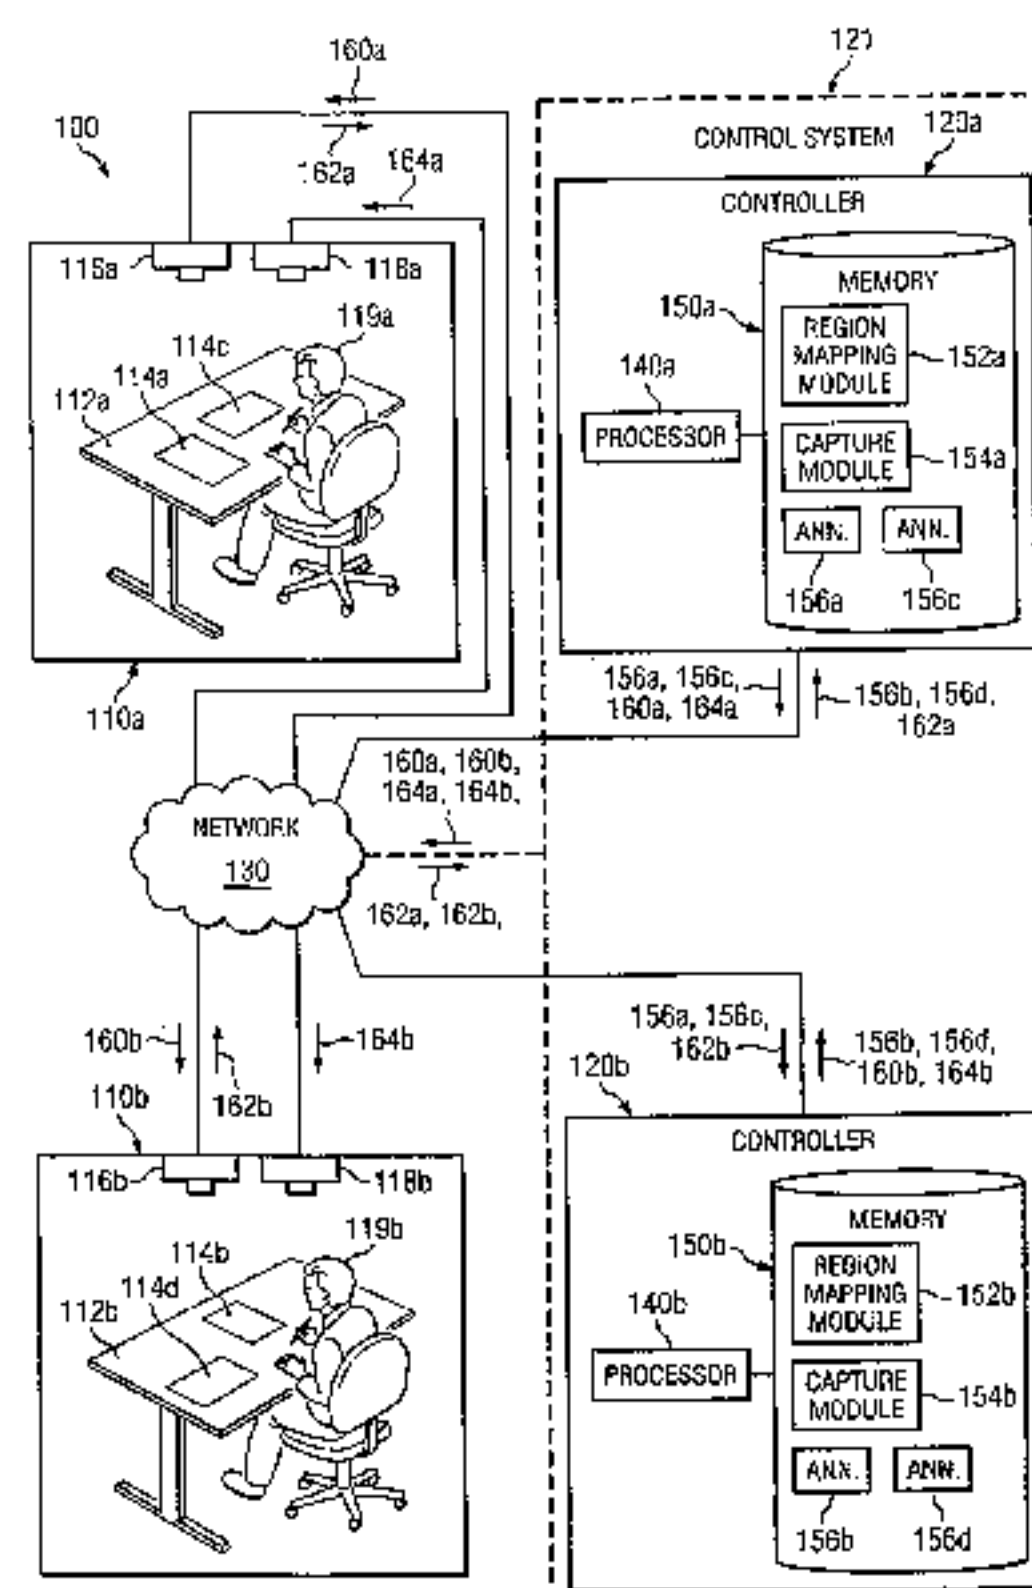 160a
120
100
CONTROL SYSTEM
120a
162a
164a
CONTROLLER
116a
118a
MEMORY
119a
150a
REGION
MAPPING
MODULE
152a
114c
114a
140a
112a
PROCESSOR
CAPTURE
MODULE
154a
ANN.
ANN.
156a
156c
110a
156a, 156c,
160a, 164a
156b, 156d,
162a
160a, 160b,
164a, 164b,
NETWORK
130
162a, 162b,
160b
164b
156a, 156c,
162b
156b, 156d,
160b, 164b
120b
110b
162b
CONTROLLER
116b
118b
MEMORY
119b
150b
REGION
MAPPING
MODULE
152b
114b
114d
140b
112b
PROCESSOR
CAPTURE
MODULE
154b
ANN.
ANN.
156b
156d